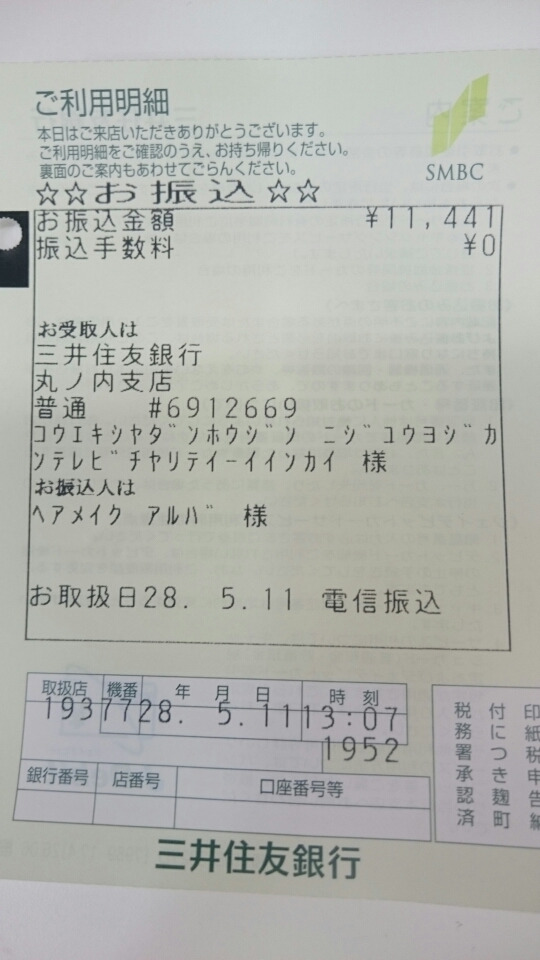 ご利用明細
本日はご来店いただきありがとうございます。
ご利用明細をご確認のうえ、お持ち帰りください。
裏面のご案内もあわせてごらんください。
SMBC
☆☆お振込☆☆
お振込金額 ¥11,441
振込手数料 ¥0
お受取人は
三井住友銀行
丸ノ内支店
普通 #6912669
コウエキシヤダンホウジン ニジユウヨジカ
ンテレビチヤリテイーイインカイ 様
お振込人は
ヘアメイク アルバ 様
お取扱日28. 5.11 電信振込
取扱店 機番 年 月 日 時 刻
193 77 28. 5.11 13:07
1952
銀行番号 店番号 口座番号等
印紙税申告
付につき麹町
税務署承認済
三井住友銀行